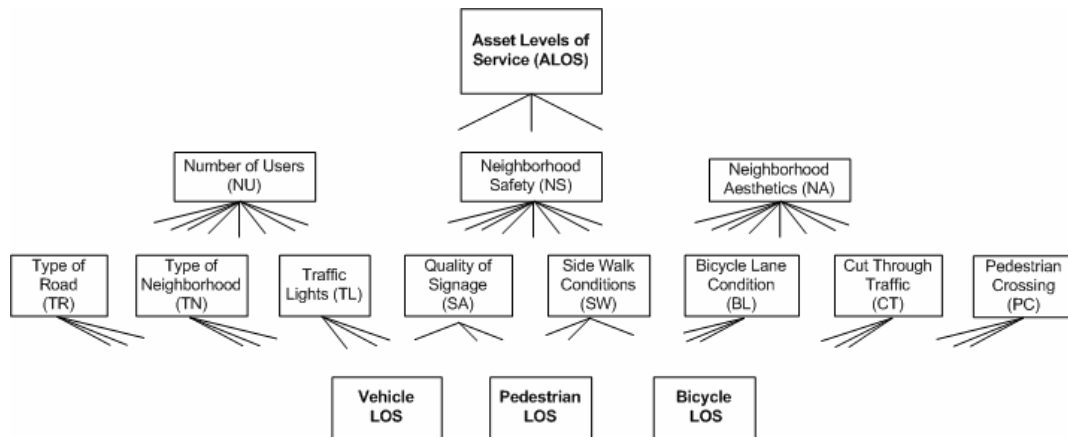 Asset Levels of
Service (ALOS)
Number of Users
(NU)
Neighborhood
Safety (NS)
Neighborhood
Aesthetics (NA)
Type of
Road
(TR)
Type of
Neighborhood
(TN)
Traffic
Lights (TL)
Quality of
Signage
(SA)
Side Walk
Conditions
(SW)
Bicycle Lane
Condition
(BL)
Cut Through
Traffic
(CT)
Pedestrian
Crossing
(PC)
Vehicle
LOS
Pedestrian
LOS
Bicycle
LOS